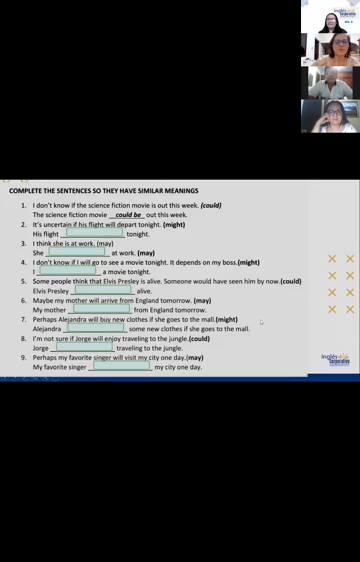 Inglés
Corporativo
COMPLETE THE SENTENCES SO THEY HAVE SIMILAR MEANINGS
1. I don't know if the science fiction movie is out this week. (could)
The science fiction movie __could be__ out this week.
2. It's uncertain if his flight will depart tonight. (might)
His flight tonight.
3. I think she is at work. (may)
She at work. (may)
4. I don't know if I will go to see a movie tonight. It depends on my boss.(might)
I a movie tonight.
5. Some people think that Elvis Presley is alive. Someone would have seen him by now.(could)
Elvis Presley alive.
6. Maybe my mother will arrive from England tomorrow. (may)
My mother from England tomorrow.
7. Perhaps Alejandra will buy new clothes if she goes to the mall.(might)
Alejandra some new clothes if she goes to the mall.
8. I'm not sure if Jorge will enjoy traveling to the jungle.(could)
Jorge traveling to the jungle.
9. Perhaps my favorite singer will visit my city one day.(may)
My favorite singer my city one day.
Inglés
Corporativo